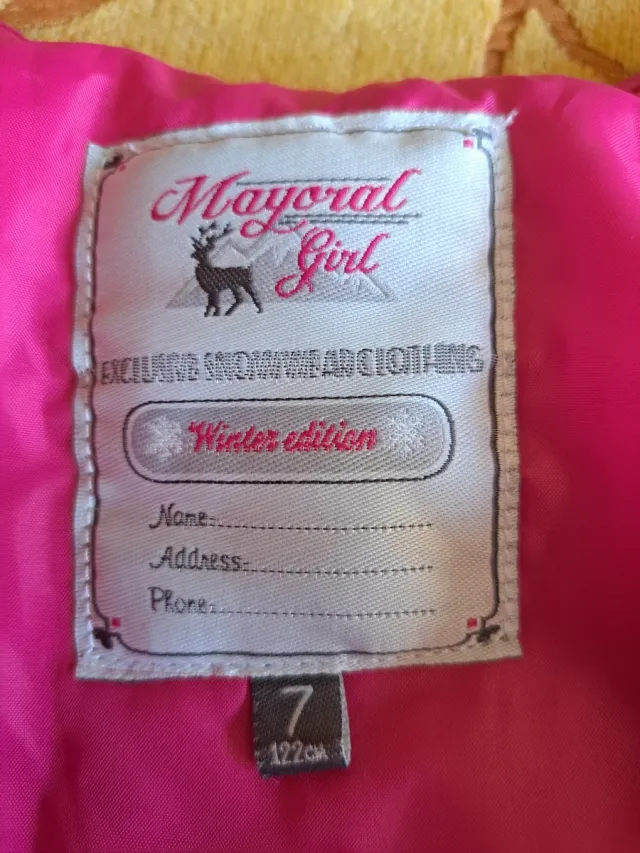 Mayoral
Girl
EXCLUSIVE SNOWWEAR CLOTHING
Winter edition
Name:
Address:
Phone:
7
122CM